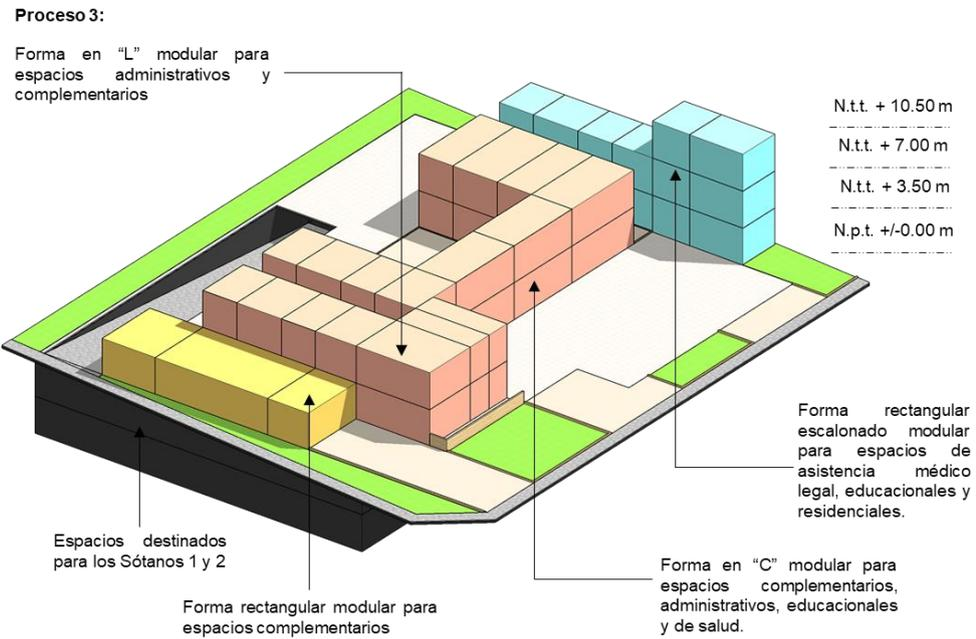 Proceso 3:
Forma en “L” modular para
espacios administrativos y
complementarios
N.t.t. + 10.50 m
N.t.t. + 7.00 m
N.t.t. + 3.50 m
N.p.t. +/-0.00 m
Forma rectangular
escalonado modular
para espacios de
asistencia médico
legal, educacionales y
residenciales.
Espacios destinados
para los Sótanos 1 y 2
Forma rectangular modular para
espacios complementarios
Forma en “C” modular para
espacios complementarios,
administrativos, educacionales
y de salud.